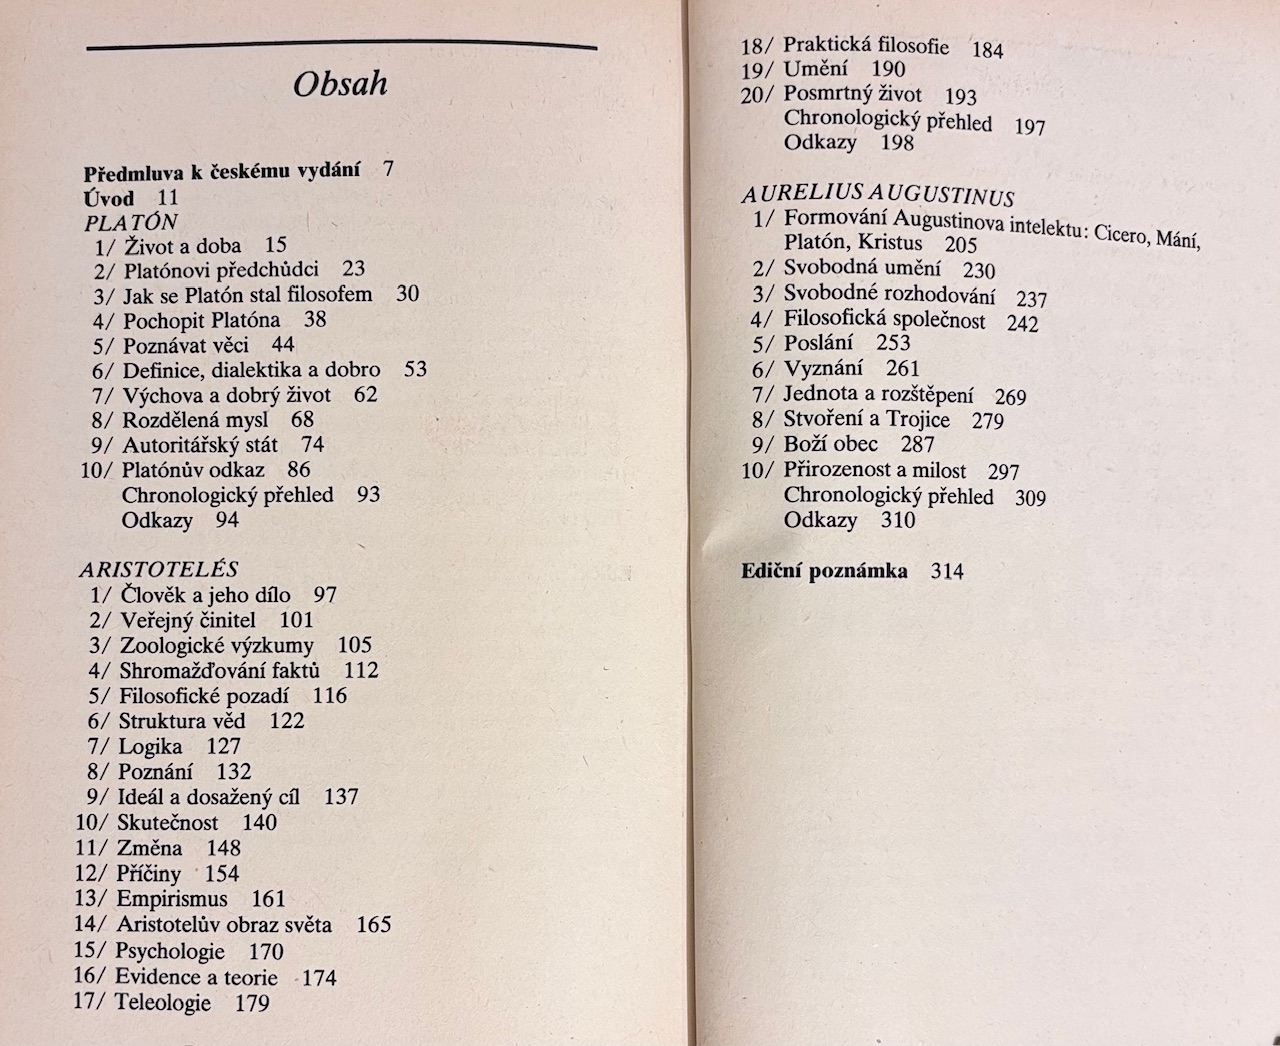 Obsah
Předmluva k českému vydání 7
Úvod 11
PLATÓN
1/ Život a doba 15
2/ Platónovi předchůdci 23
3/ Jak se Platón stal filosofem 30
4/ Pochopit Platóna 38
5/ Poznávat věci 44
6/ Definice, dialektika a dobro 53
7/ Výchova a dobrý život 62
8/ Rozdělená mysl 68
9/ Autoritářský stát 74
10/ Platónův odkaz 86
Chronologický přehled 93
Odkazy 94
ARISTOTELÉS
1/ Člověk a jeho dílo 97
2/ Veřejný činitel 101
3/ Zoologické výzkumy 105
4/ Shromažďování faktů 112
5/ Filosofické pozadí 116
6/ Struktura věd 122
7/ Logika 127
8/ Poznání 132
9/ Ideál a dosažený cíl 137
10/ Skutečnost 140
11/ Změna 148
12/ Příčiny 154
13/ Empirismus 161
14/ Aristotelův obraz světa 165
15/ Psychologie 170
16/ Evidence a teorie 174
17/ Teleologie 179
18/ Praktická filosofie 184
19/ Umění 190
20/ Posmrtný život 193
Chronologický přehled 197
Odkazy 198
AURELIUS AUGUSTINUS
1/ Formování Augustinova intelektu: Cicero, Mání,
Platón, Kristus 205
2/ Svobodná umění 230
3/ Svobodné rozhodování 237
4/ Filosofická společnost 242
5/ Poslání 253
6/ Vyznání 261
7/ Jednota a rozštěpení 269
8/ Stvoření a Trojice 279
9/ Boží obec 287
10/ Přirozenost a milost 297
Chronologický přehled 309
Odkazy 310
Ediční poznámka 314